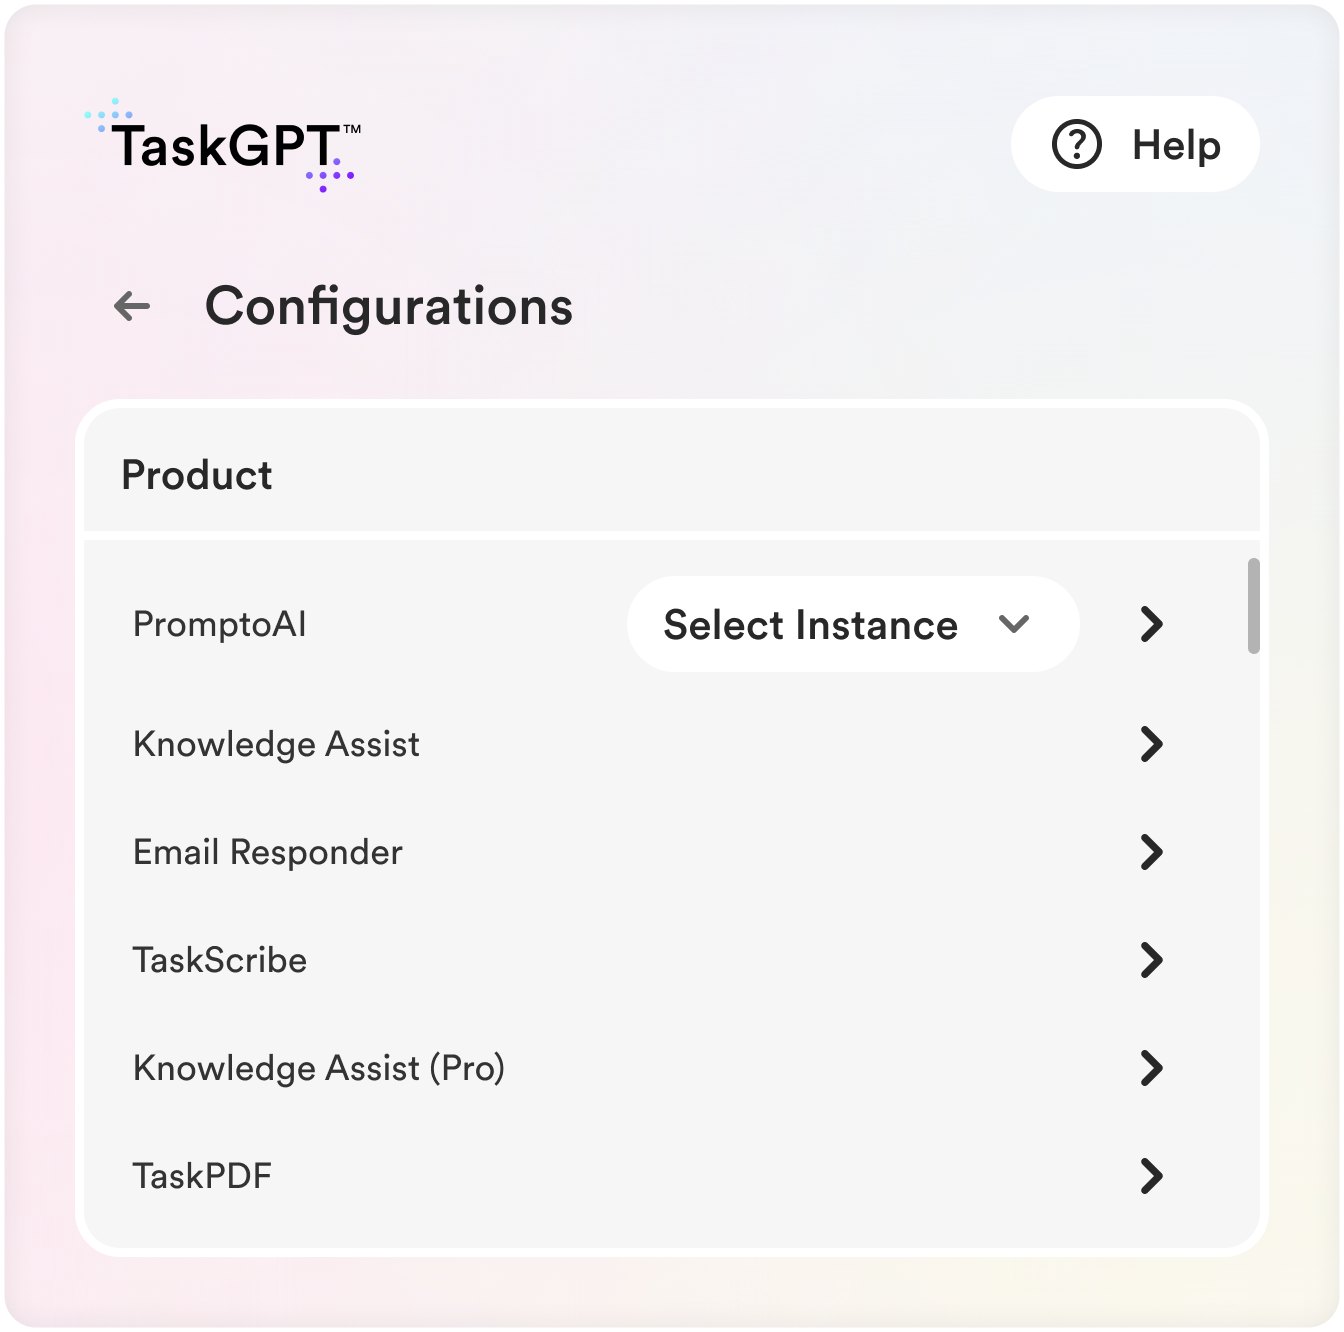 TaskGPT™
Help
Configurations
Product
PromptoAI
Select Instance
Knowledge Assist
Email Responder
TaskScribe
Knowledge Assist (Pro)
TaskPDF